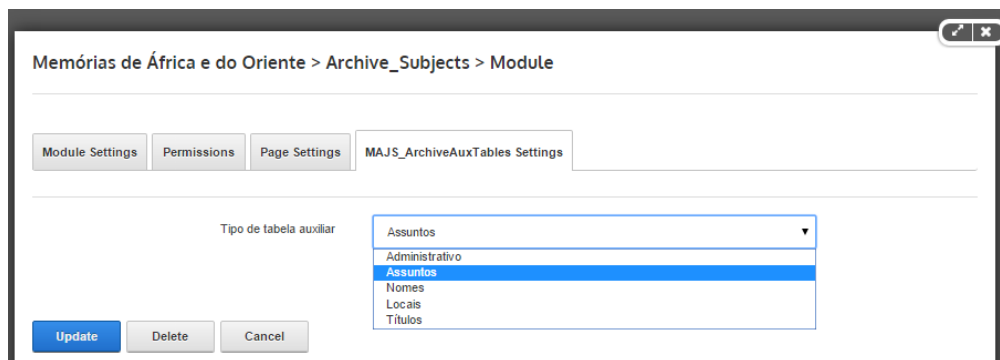 Memórias de África e do Oriente > Archive_Subjects > Module
Module Settings Permissions Page Settings MAJS_ArchiveAuxTables Settings
Tipo de tabela auxiliar Assuntos
Administrativo
Assuntos
Nomes
Locais
Títulos
Update Delete Cancel